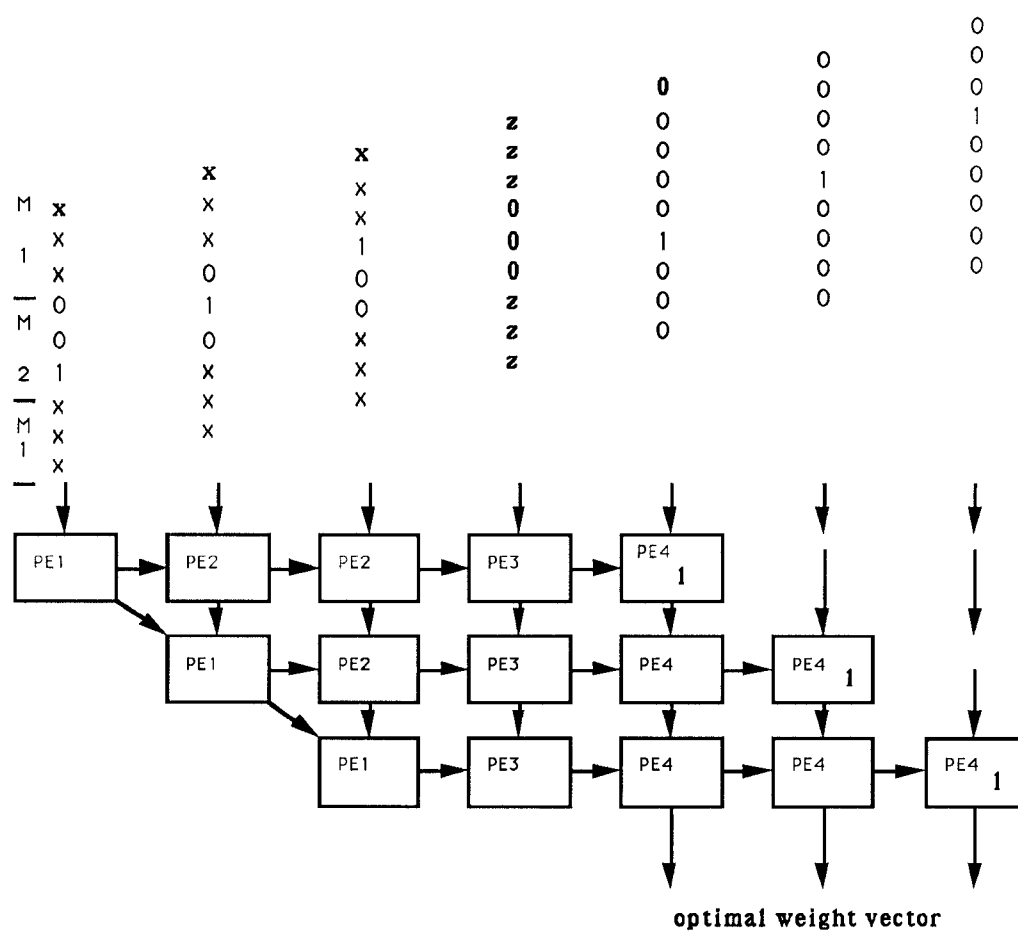 M 1 M 2 M 1
x x x 0 0 1 x x x
x x x 0 1 0 x x x
x x x 1 0 0 x x x
z z z 0 0 0 z z z
0 0 0 0 0 1 0 0 0
0 0 0 0 1 0 0 0 0
0 0 0 1 0 0 0 0 0
PE1 PE2 PE2 PE3 PE4 1
PE1 PE2 PE3 PE4 PE4 1
PE1 PE3 PE4 PE4 PE4 1
optimal weight vector